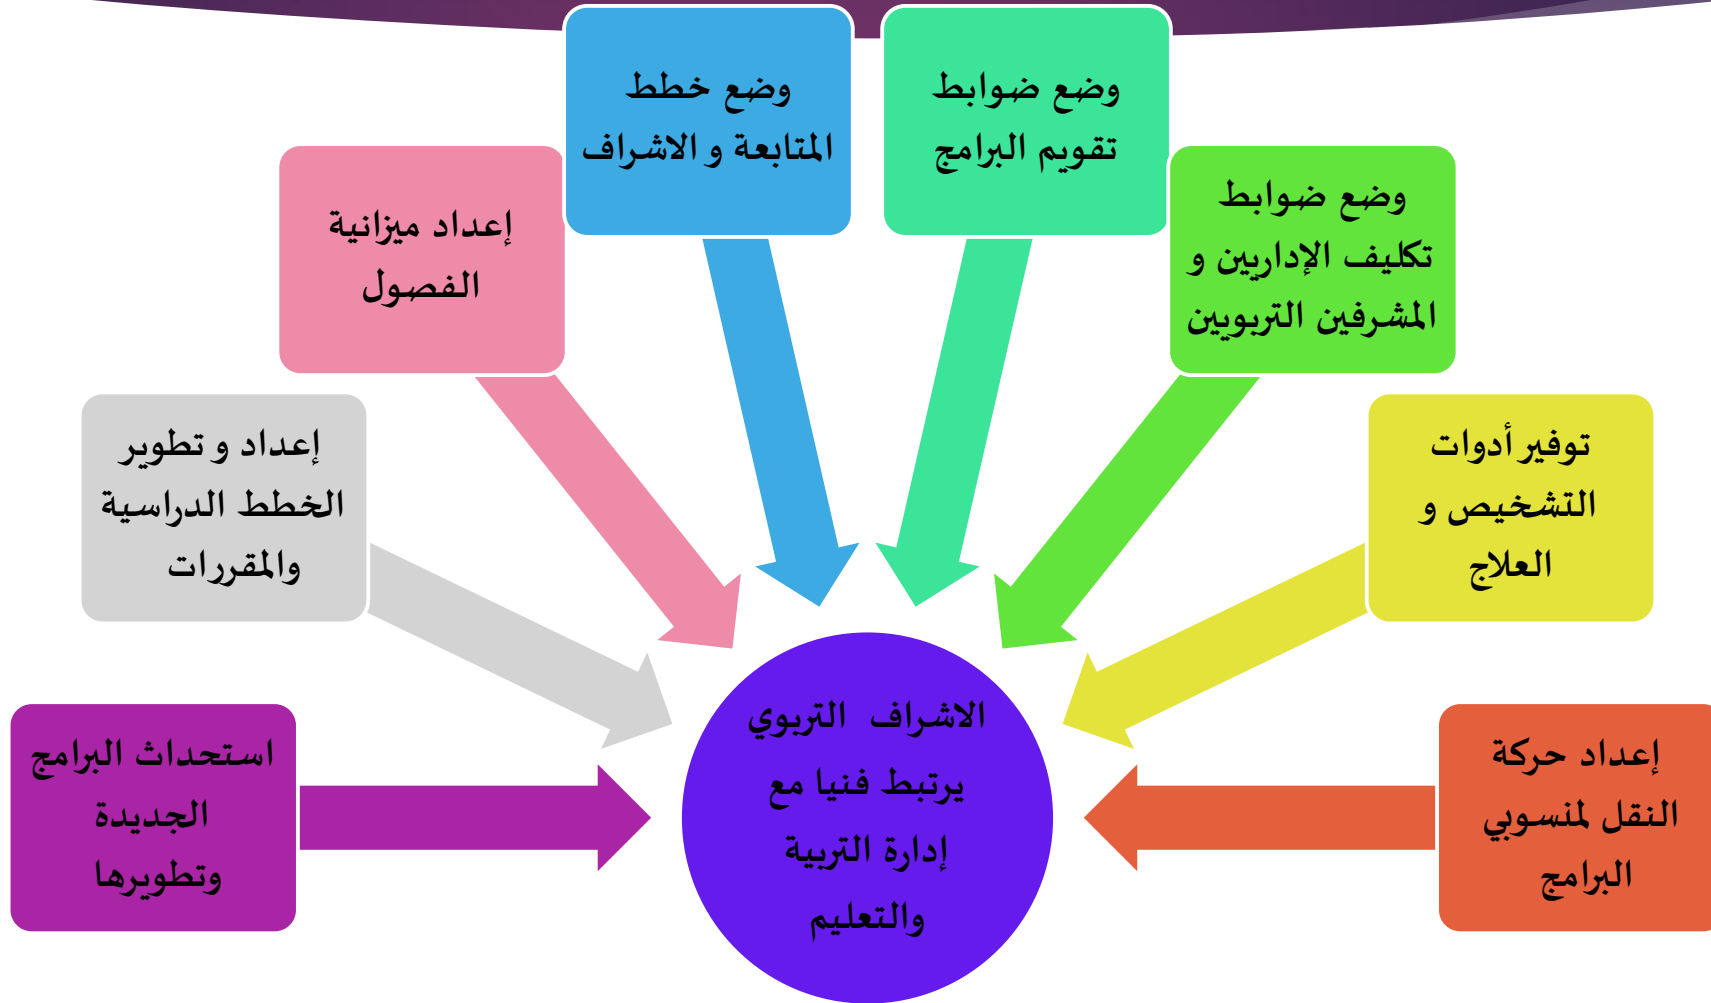 وضع خطط
المتابعة و الاشراف
وضع ضوابط
تقويم البرامج
إعداد ميزانية
الفصول
وضع ضوابط
تكليف الإداريين و
المشرفين التربويين
إعداد و تطوير
الخطط الدراسية
والمقررات
توفير أدوات
التشخيص و
العلاج
استحداث البرامج
الجديدة
وتطويرها
الاشراف التربوي
يرتبط فنيا مع
إدارة التربية
والتعليم
إعداد حركة
النقل لمنسوبي
البرامج